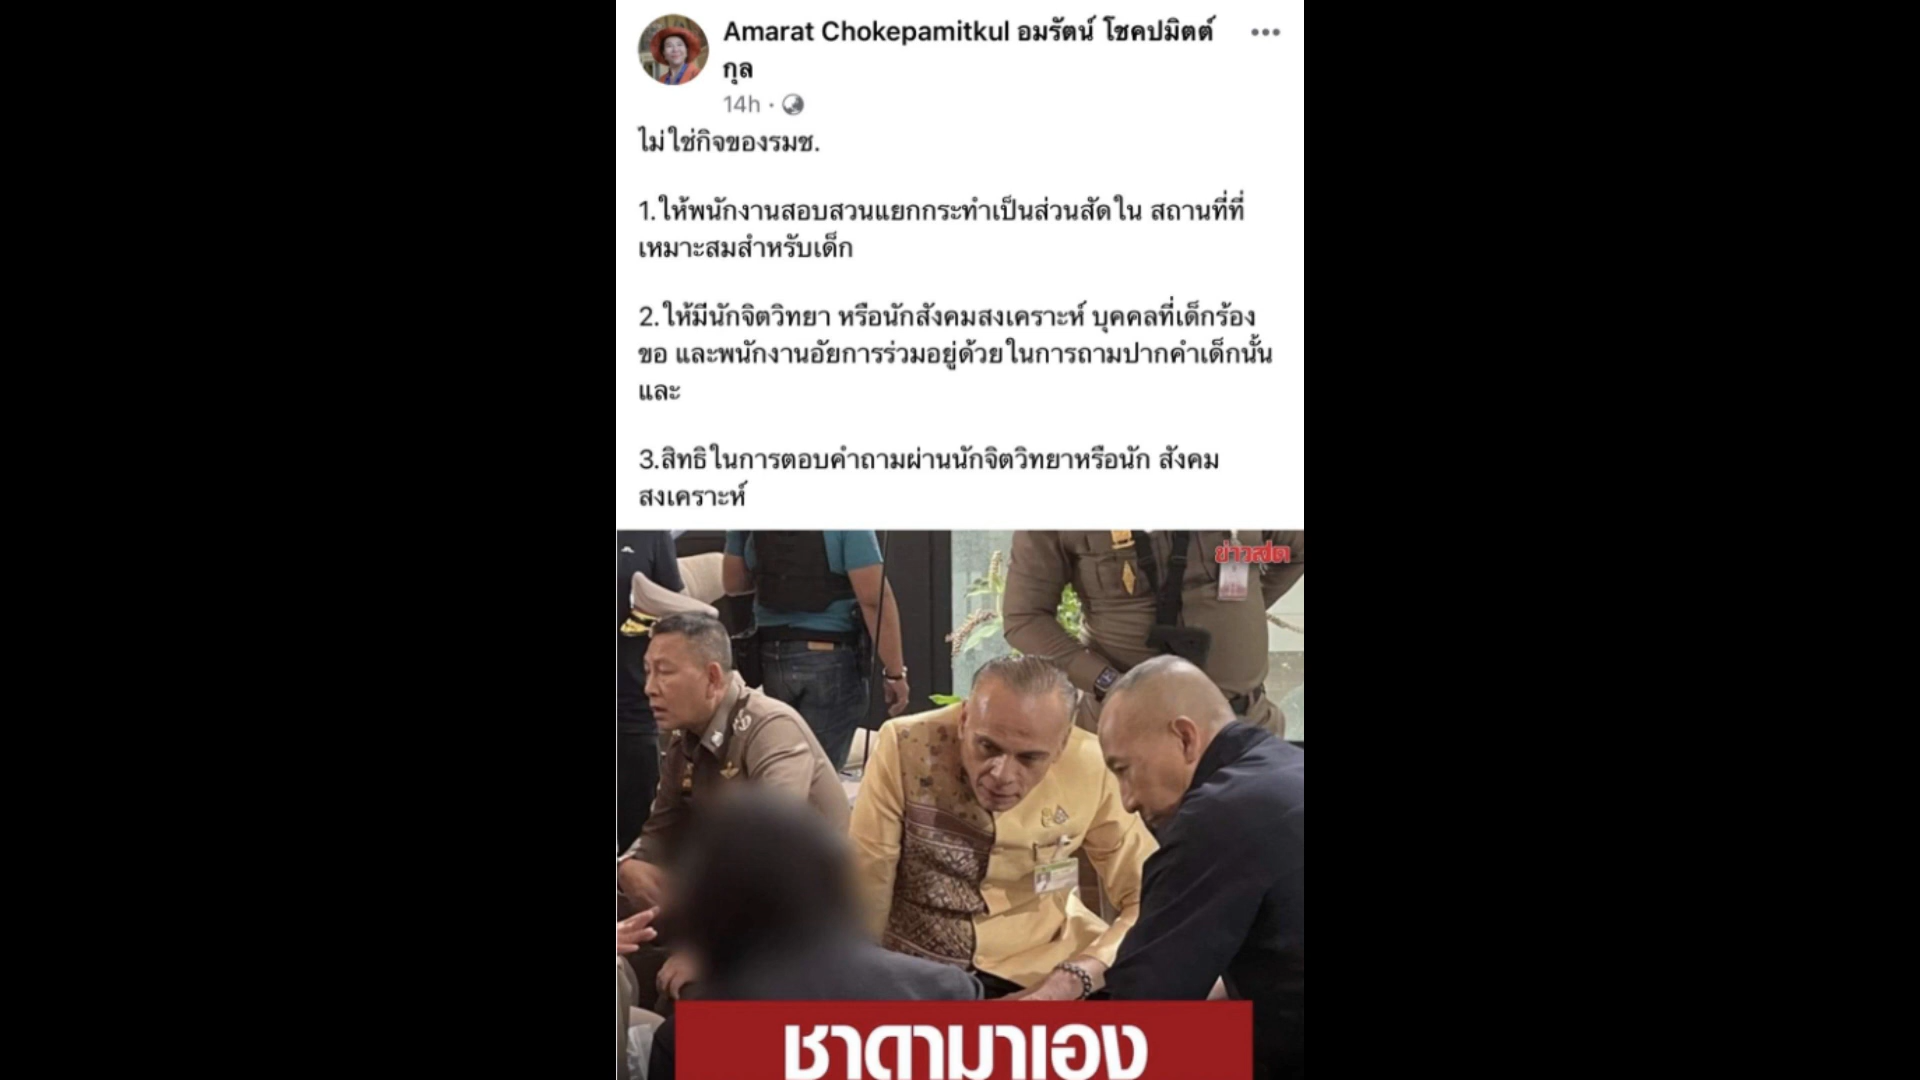 Amarat Chokepamitkul อมรัตน์ โชคปมิตต์
กุล
14h ·
ไม่ใช่กิจของรมช.
1.ให้พนักงานสอบสวนแยกกระทำเป็นส่วนสัดใน สถานที่ที่
เหมาะสมสำหรับเด็ก
2.ให้มีนักจิตวิทยา หรือนักสังคมสงเคราะห์ บุคคลที่เด็กร้อง
ขอ และพนักงานอัยการร่วมอยู่ด้วยในการถามปากคำเด็กนั้น
และ
3.สิทธิในการตอบคำถามผ่านนักจิตวิทยาหรือนัก สังคม
สงเคราะห์
ข่าวสด
ชาดามาเอง